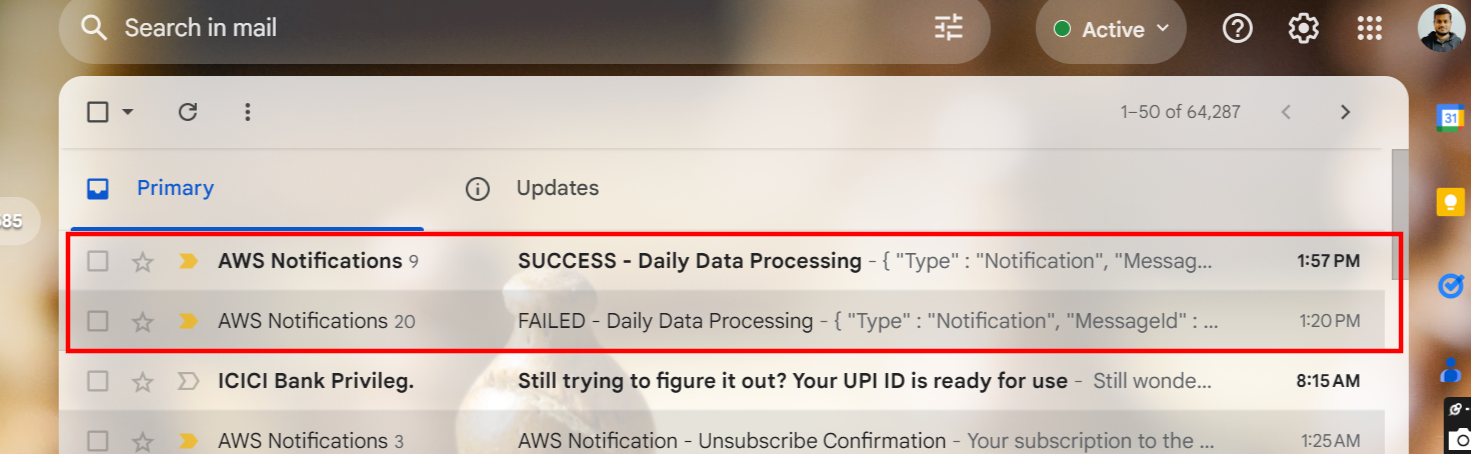 Search in mail
Active
1–50 of 64,287
31
Primary
Updates
585
AWS Notifications 9 SUCCESS - Daily Data Processing - { "Type" : "Notification", "Messag... 1:57 PM
AWS Notifications 20 FAILED - Daily Data Processing - { "Type" : "Notification", "MessageId" : ... 1:20 PM
ICICI Bank Privileg. Still trying to figure it out? Your UPI ID is ready for use - Still wonde... 8:15 AM
AWS Notifications 3 AWS Notification - Unsubscribe Confirmation - Your subscription to the ... 1:25 AM